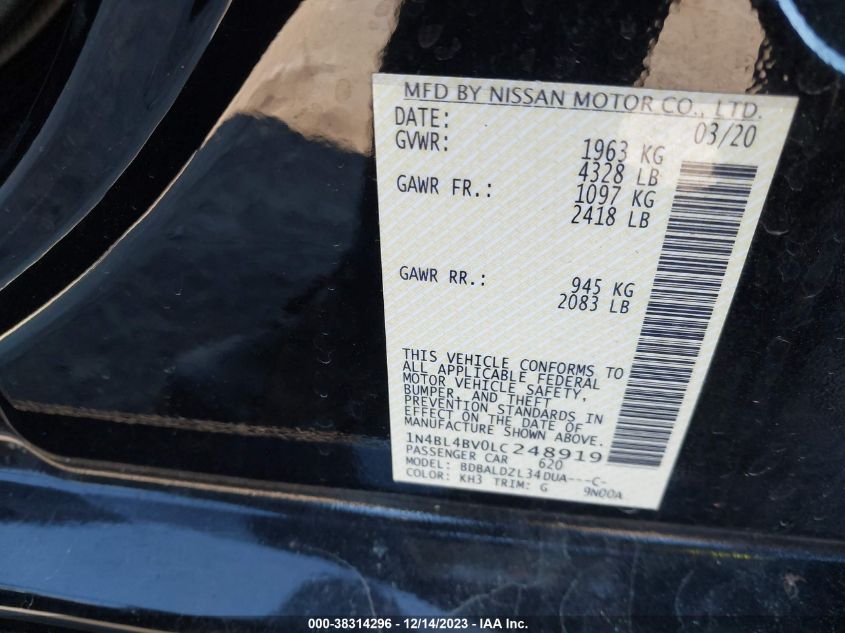 MFD BY NISSAN MOTOR CO., LTD.
DATE: 03/20
GVWR: 1963 KG
4328 LB
GAWR FR.: 1097 KG
2418 LB
GAWR RR.: 945 KG
2083 LB
THIS VEHICLE CONFORMS TO
ALL APPLICABLE FEDERAL
MOTOR VEHICLE SAFETY,
BUMPER, AND THEFT
PREVENTION STANDARDS IN
EFFECT ON THE DATE OF
MANUFACTURE SHOWN ABOVE.
1N4BL4BV0LC248919
PASSENGER CAR 620
MODEL: BDBALDZL34DUA---C-
COLOR: KH3 TRIM: G 9N00A
000-38314296 - 12/14/2023 - IAA Inc.